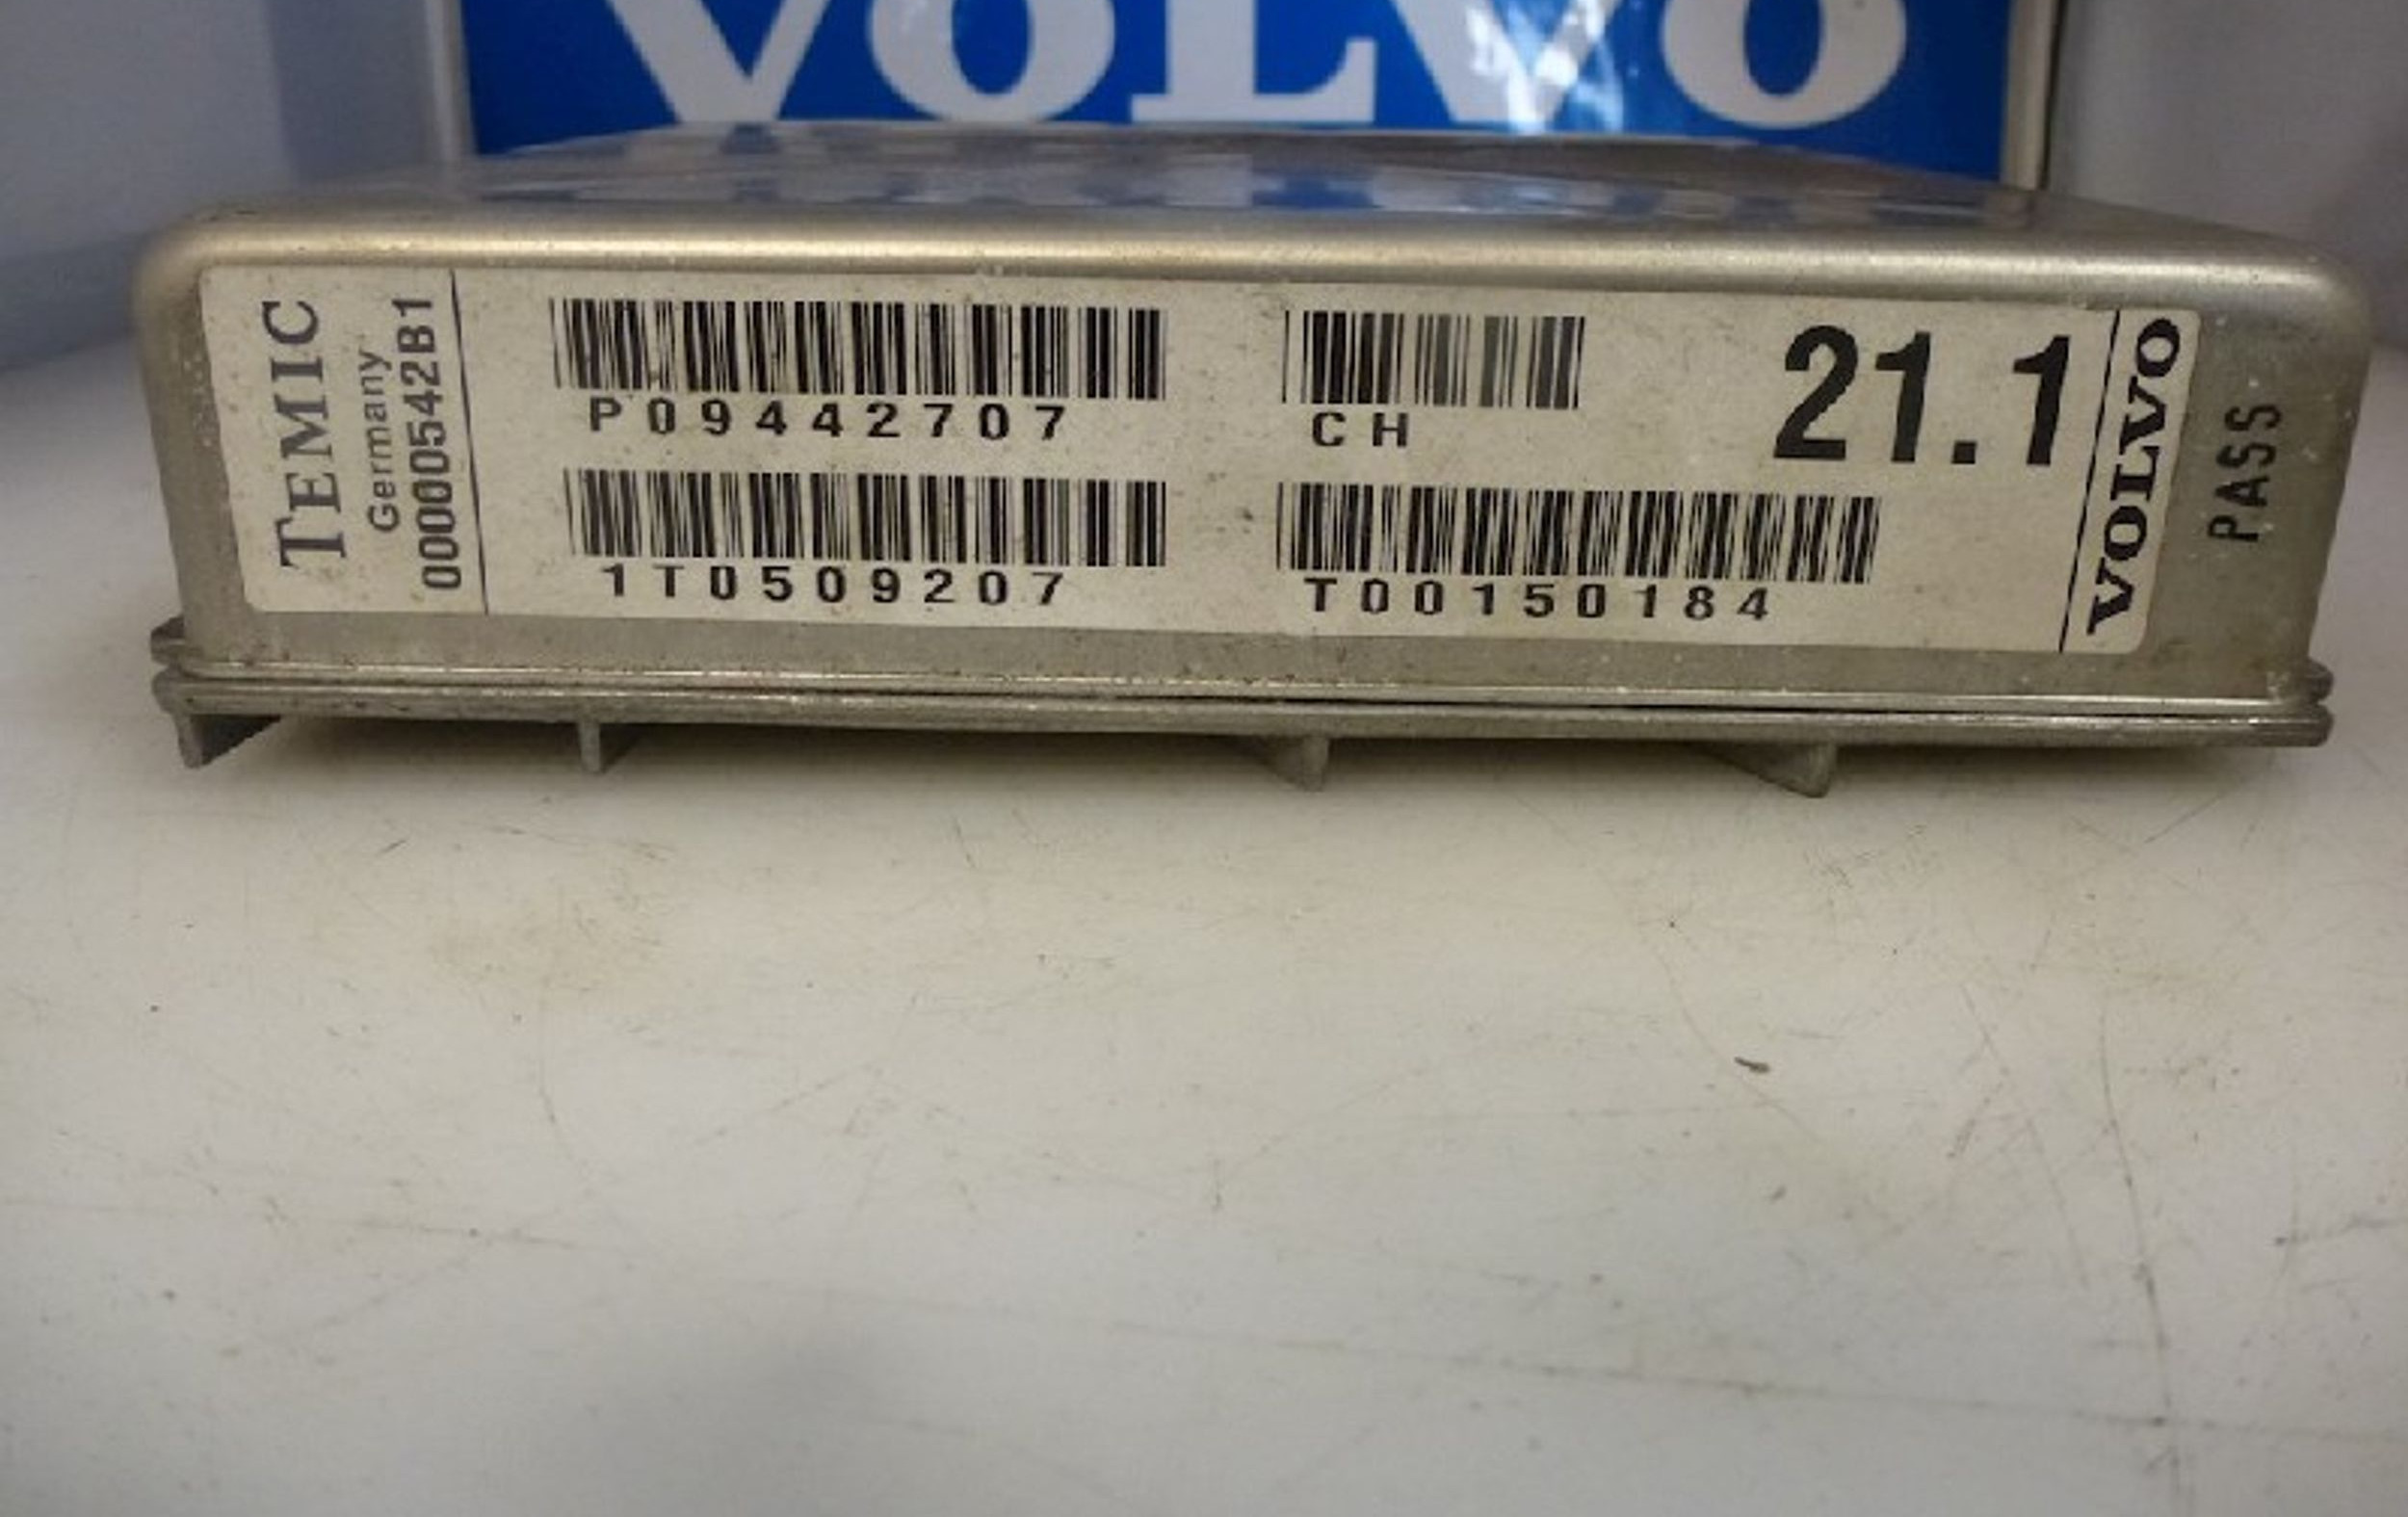 VOLVO
TEMIC
Germany
00000542B1
P09442707
CH
21.1
1T0509207
T00150184
VOLVO
PASS